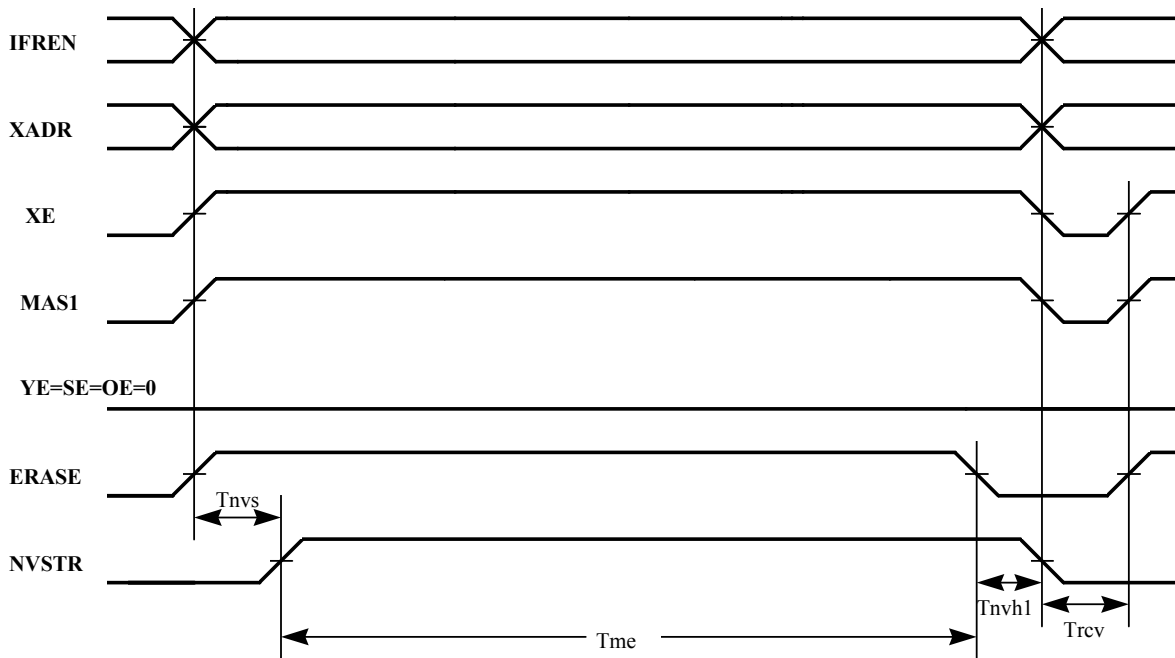 IFREN
XADR
XE
MAS1
YE=SE=OE=0
ERASE
Tnvs
NVSTR
Tnvh1
Trcv
Tme